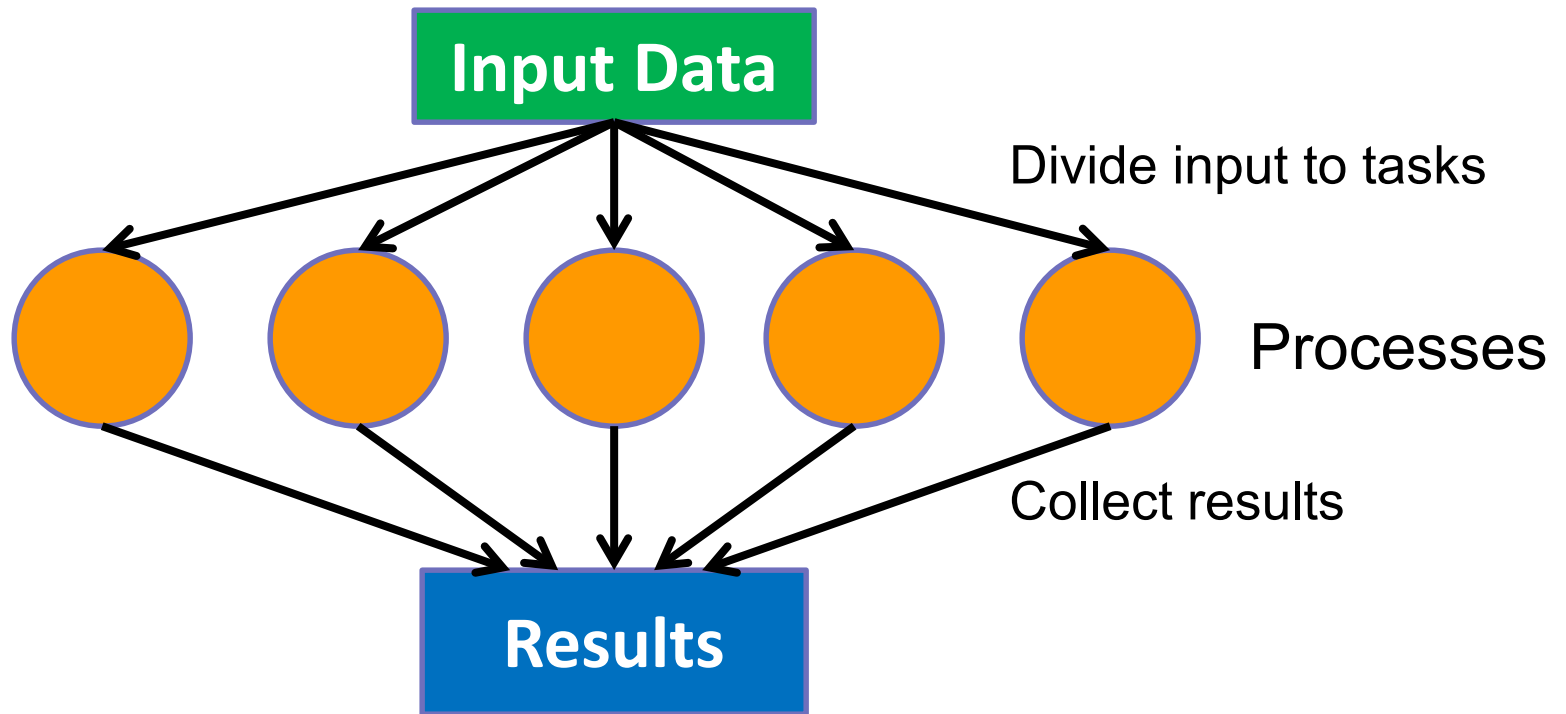 Input Data
Divide input to tasks
Processes
Collect results
Results